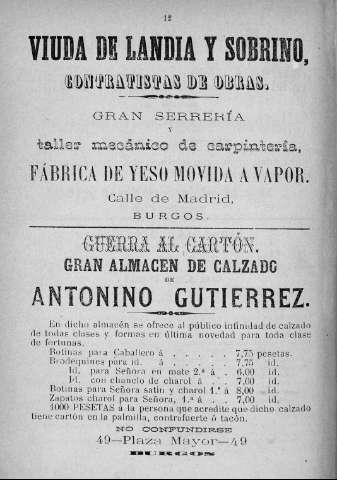 12
VIUDA DE LANDIA Y SOBRINO,
CONTRATISTAS DE OBRAS.
GRAN SERRERÍA
Y
taller mecánico de carpintería,
FÁBRICA DE YESO MOVIDA A VAPOR.
Calle de Madrid,
BURGOS.
GUERRA AL CARTÓN.
GRAN ALMACEN DE CALZADO
DE
ANTONINO GUTIERREZ.
En dicho almacén se ofrece al público infinidad de calzado
de todas clases y formas en última novedad para toda clase
de fortunas.
Botinas para Caballero á . . . . . 7,75 pesetas.
Brodequines para id. á . . . . . 7,75 id.
Id. para Señora en mate 2.ª á . 6,00 id.
Id. con chanclo de charol á . . 7,00 id.
Botinas para Señora satin y charol 1.ª á 8,00 id.
Zapatos charol para Señora, 1.ª á . . 7,00 id.
1000 PESETAS á la persona que acredite que dicho calzado
tiene cartón en la palmilla, contrafuerte ó tacón.
NO CONFUNDIRSE
49—Plaza Mayor—49
BURGOS